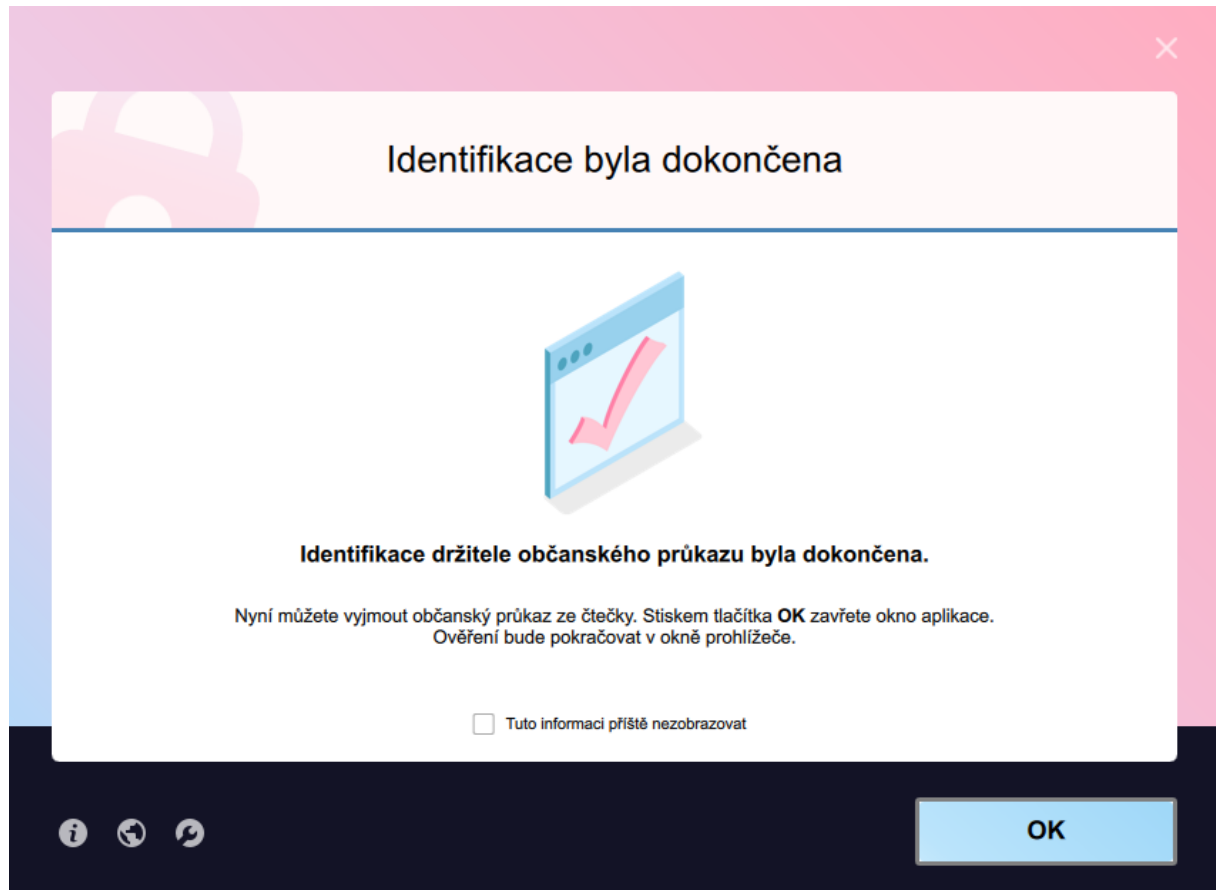 Identifikace byla dokončena
Identifikace držitele občanského průkazu byla dokončena.
Nyní můžete vyjmout občanský průkaz ze čtečky. Stiskem tlačítka OK zavřete okno aplikace.
Ověření bude pokračovat v okně prohlížeče.
Tuto informaci příště nezobrazovat
OK